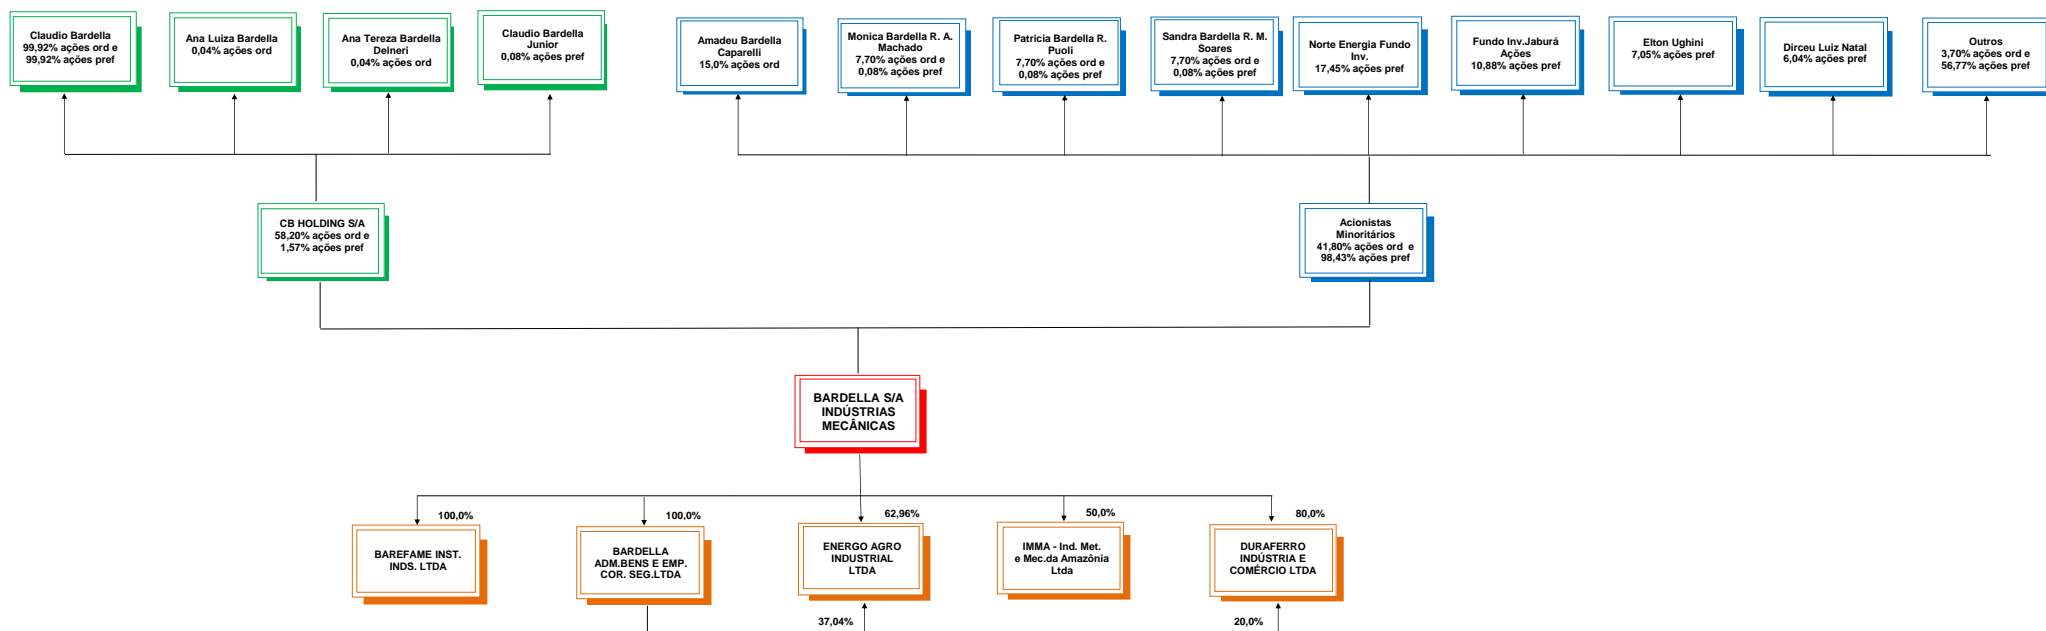 Claudio Bardella
99,92% ações ord e
99,92% ações pref
Ana Luiza Bardella
0,04% ações ord
Ana Tereza Bardella
Delneri
0,04% ações ord
Claudio Bardella
Junior
0,08% ações pref
Amadeu Bardella
Caparelli
15,0% ações ord
Monica Bardella R. A.
Machado
7,70% ações ord e
0,08% ações pref
Patricia Bardella R.
Puoli
7,70% ações ord e
0,08% ações pref
Sandra Bardella R. M.
Soares
7,70% ações ord e
0,08% ações pref
Norte Energia Fundo
Inv.
17,45% ações pref
Fundo Inv.Jaburá
Ações
10,88% ações pref
Elton Ughini
7,05% ações pref
Dirceu Luiz Natal
6,04% ações pref
Outros
3,70% ações ord e
56,77% ações pref
CB HOLDING S/A
58,20% ações ord e
1,57% ações pref
Acionistas
Minoritários
41,80% ações ord e
98,43% ações pref
BARDELLA S/A
INDÚSTRIAS
MECÂNICAS
100,0%
BAREFAME INST.
INDS. LTDA
100,0%
BARDELLA
ADM.BENS E EMP.
COR. SEG.LTDA
62,96%
ENERGO AGRO
INDUSTRIAL
LTDA
50,0%
IMMA - Ind. Met.
e Mec.da Amazônia
Ltda
80,0%
DURAFERRO
INDÚSTRIA E
COMÉRCIO LTDA
37,04%
20,0%